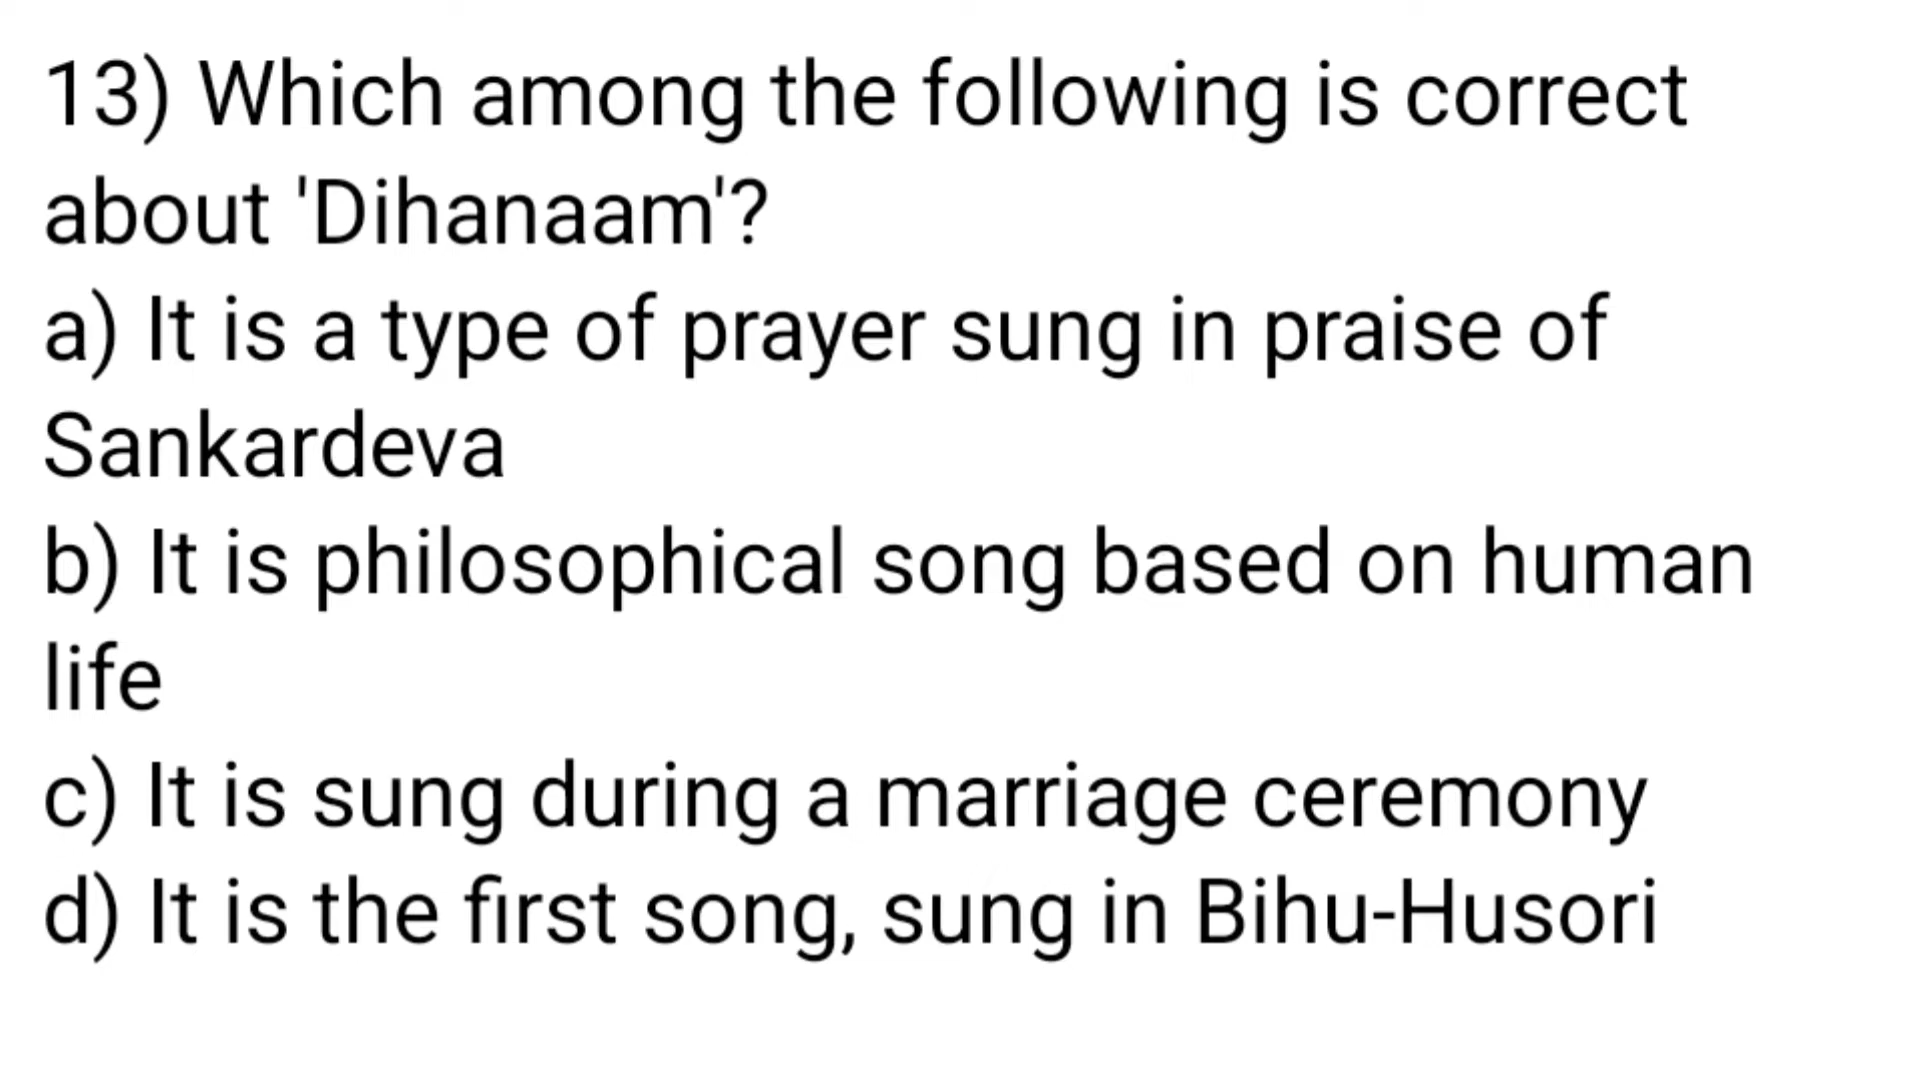 13) Which among the following is correct
about 'Dihanaam'?
a) It is a type of prayer sung in praise of
Sankardeva
b) It is philosophical song based on human
life
c) It is sung during a marriage ceremony
d) It is the first song, sung in Bihu-Husori